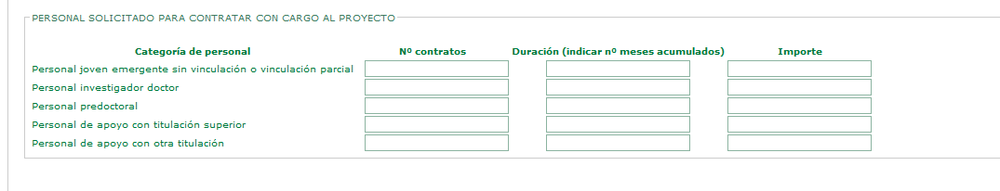 PERSONAL SOLICITADO PARA CONTRATAR CON CARGO AL PROYECTO
Categoría de personal Nº contratos Duración (indicar nº meses acumulados) Importe
Personal joven emergente sin vinculación o vinculación parcial
Personal investigador doctor
Personal predoctoral
Personal de apoyo con titulación superior
Personal de apoyo con otra titulación